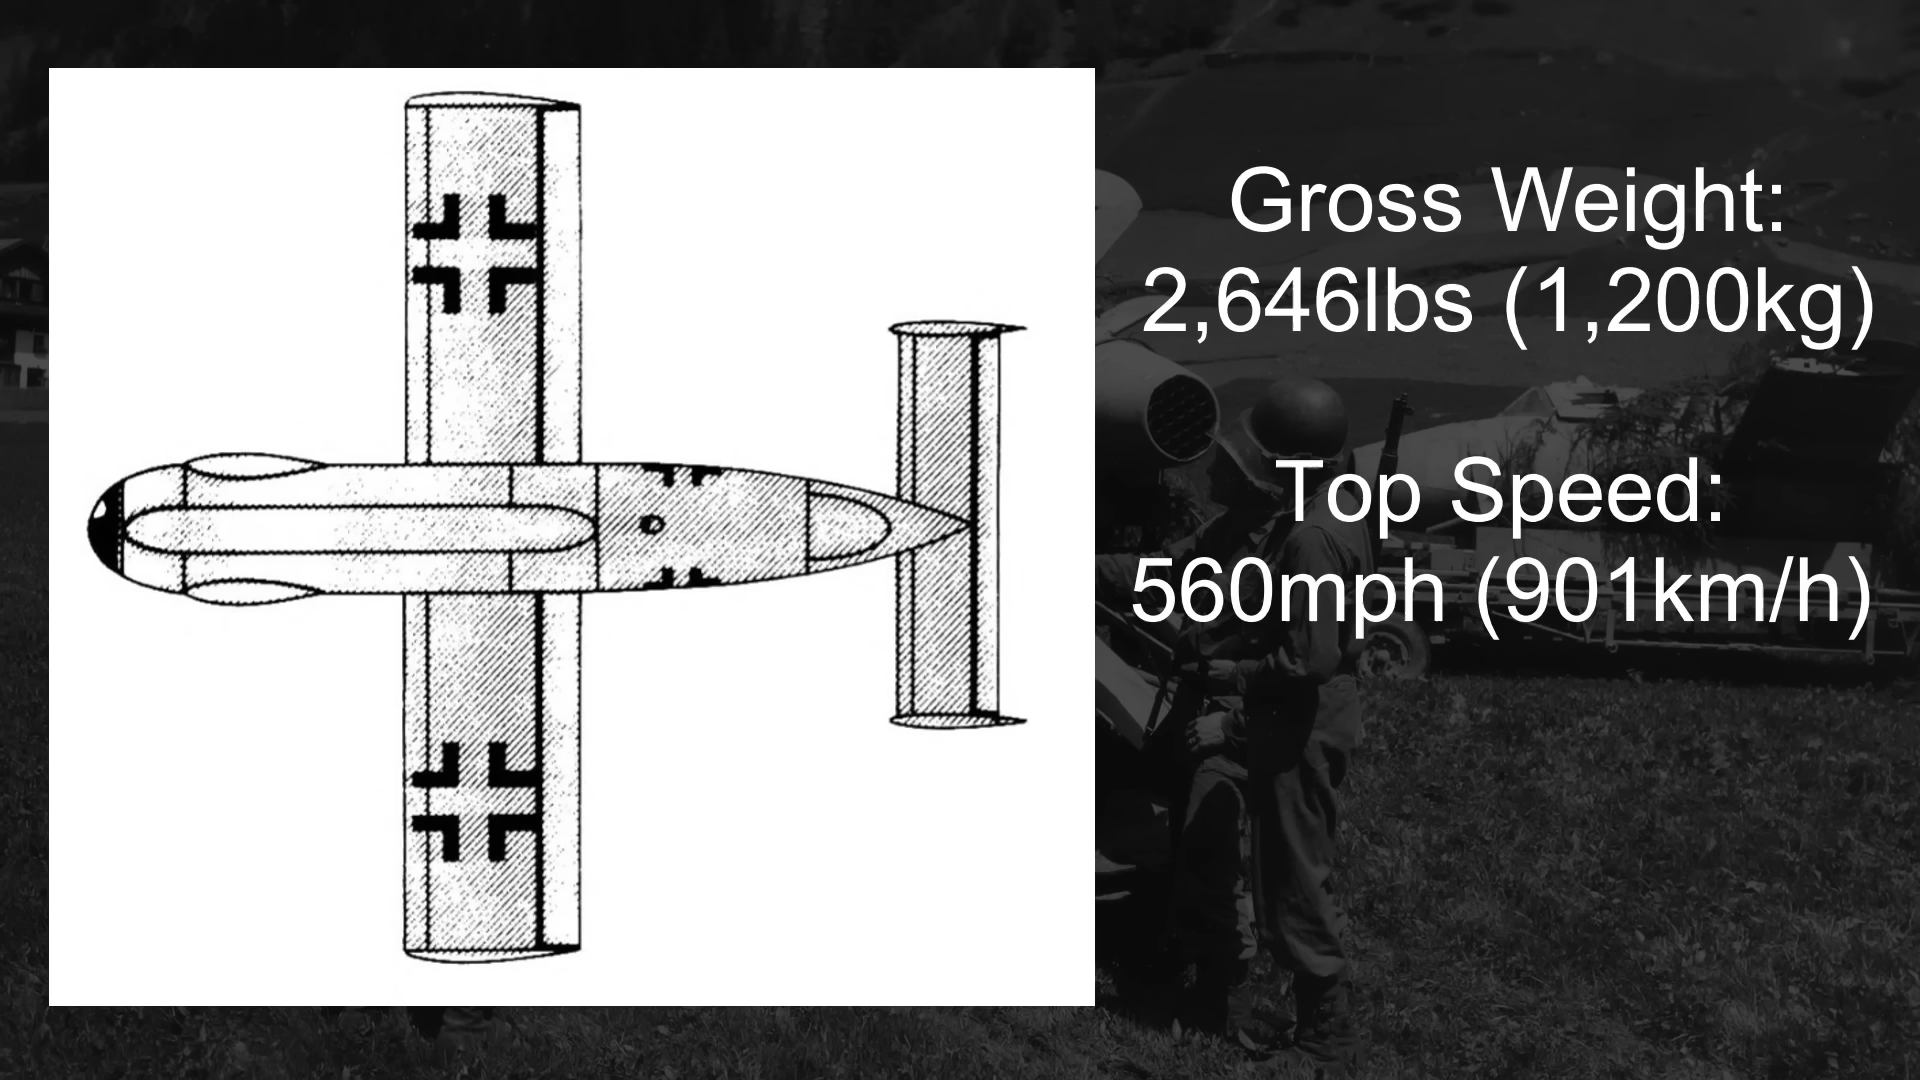 Gross Weight:
2,646lbs (1,200kg)
Top Speed:
560mph (901km/h)